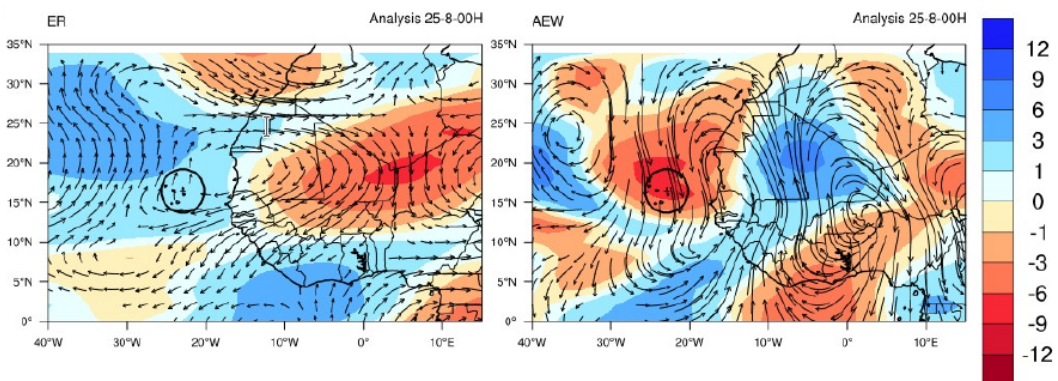 ER Analysis 25-8-00H AEW Analysis 25-8-00H
35°N 35°N
30°N 30°N 12
25°N 25°N 9
20°N 20°N 6
15°N 15°N 3
10°N 10°N 1
5°N 5°N 0
0° 0° -1
-3
-6
-9
-12
40°W 30°W 20°W 10°W 0° 10°E 40°W 30°W 20°W 10°W 0° 10°E